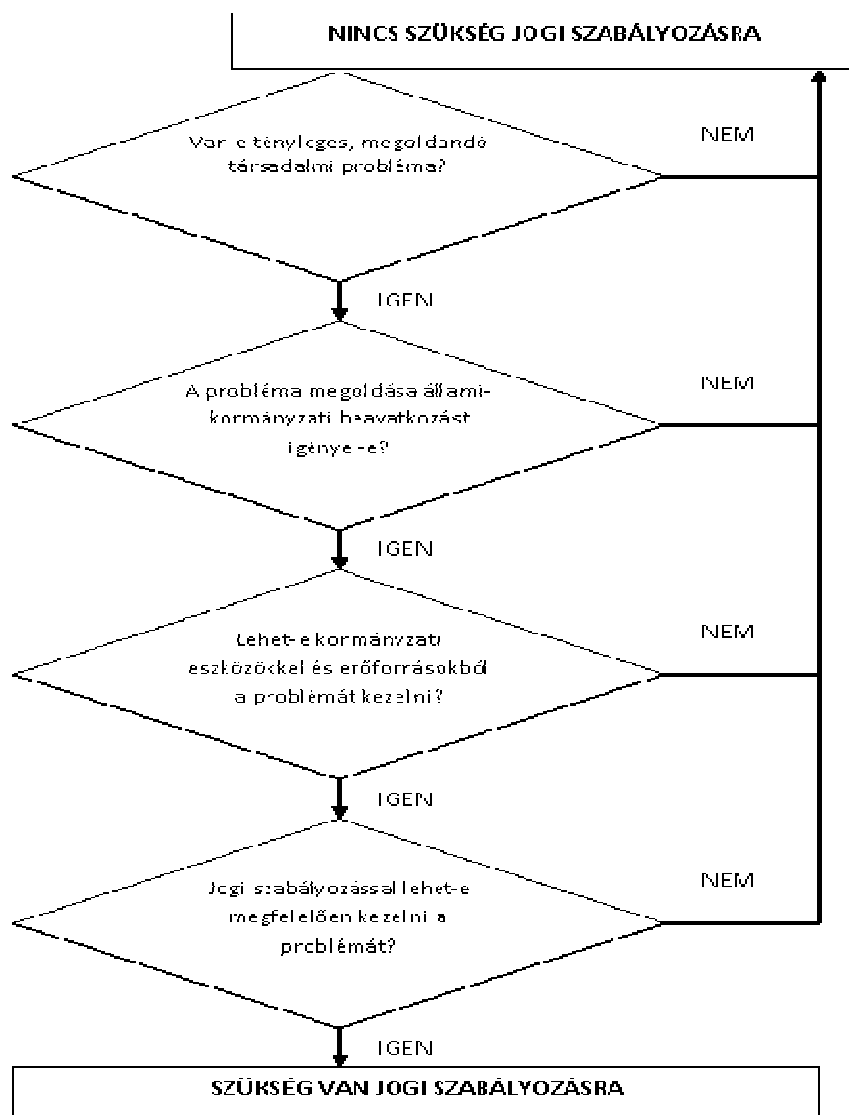 NINCS SZÜKSÉG JOGI SZABÁLYOZÁSRA
Van-e tényleges, megoldandó
társadalmi probléma?
NEM
IGEN
A probléma megoldása állami-
kormányzati beavatkozást
igényel-e?
NEM
IGEN
Lehet-e kormányzati
eszközökkel és erőforrásokból
a problémát kezelni?
NEM
IGEN
Jogi szabályozással lehet-e
megfelelően kezelni a
problémát?
NEM
IGEN
SZÜKSÉG VAN JOGI SZABÁLYOZÁSRA